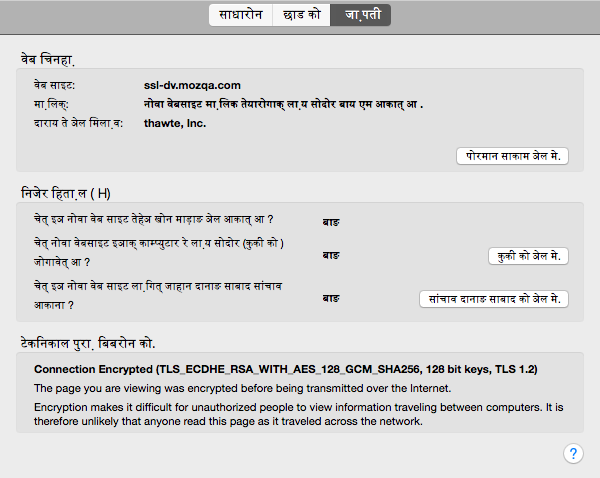 साधारोन छाड को जा़पती
वेब चिनहा़
वेब साइट: ssl-dv.mozqa.com
मा़लिक्: नोवा वेबसाइट मा़लिक तेयारोगाक् ला़य सोदोर बाय एम आकात् आ .
दाराय ते ञेल मिला़व: thawte, Inc.
पोरमान साकाम ञेल मे.
निजेर हिता़ल ( H)
चेत् इञ नोवा वेब साइट तेहेञ खोन माड़ाङ ञेल आकात् आ ? बाङ
चेत् नोवा वेबसाइट इञाक् काम्प्युटार रे ला़य सोदोर (कुकी को )
जोगावेत् आ ? बाङ कुकी को ञेल मे.
चेत् इञ नोवा वेब साइट ला़गित् जाहान दानाङ साबाद सांचाव
आकाना ? बाङ सांचाव दानाङ साबाद को ञेल मे.
टेकनिकाल पुरा़ बिबरोन को.
Connection Encrypted (TLS_ECDHE_RSA_WITH_AES_128_GCM_SHA256, 128 bit keys, TLS 1.2)
The page you are viewing was encrypted before being transmitted over the Internet.
Encryption makes it difficult for unauthorized people to view information traveling between computers. It is
therefore unlikely that anyone read this page as it traveled across the network.
?